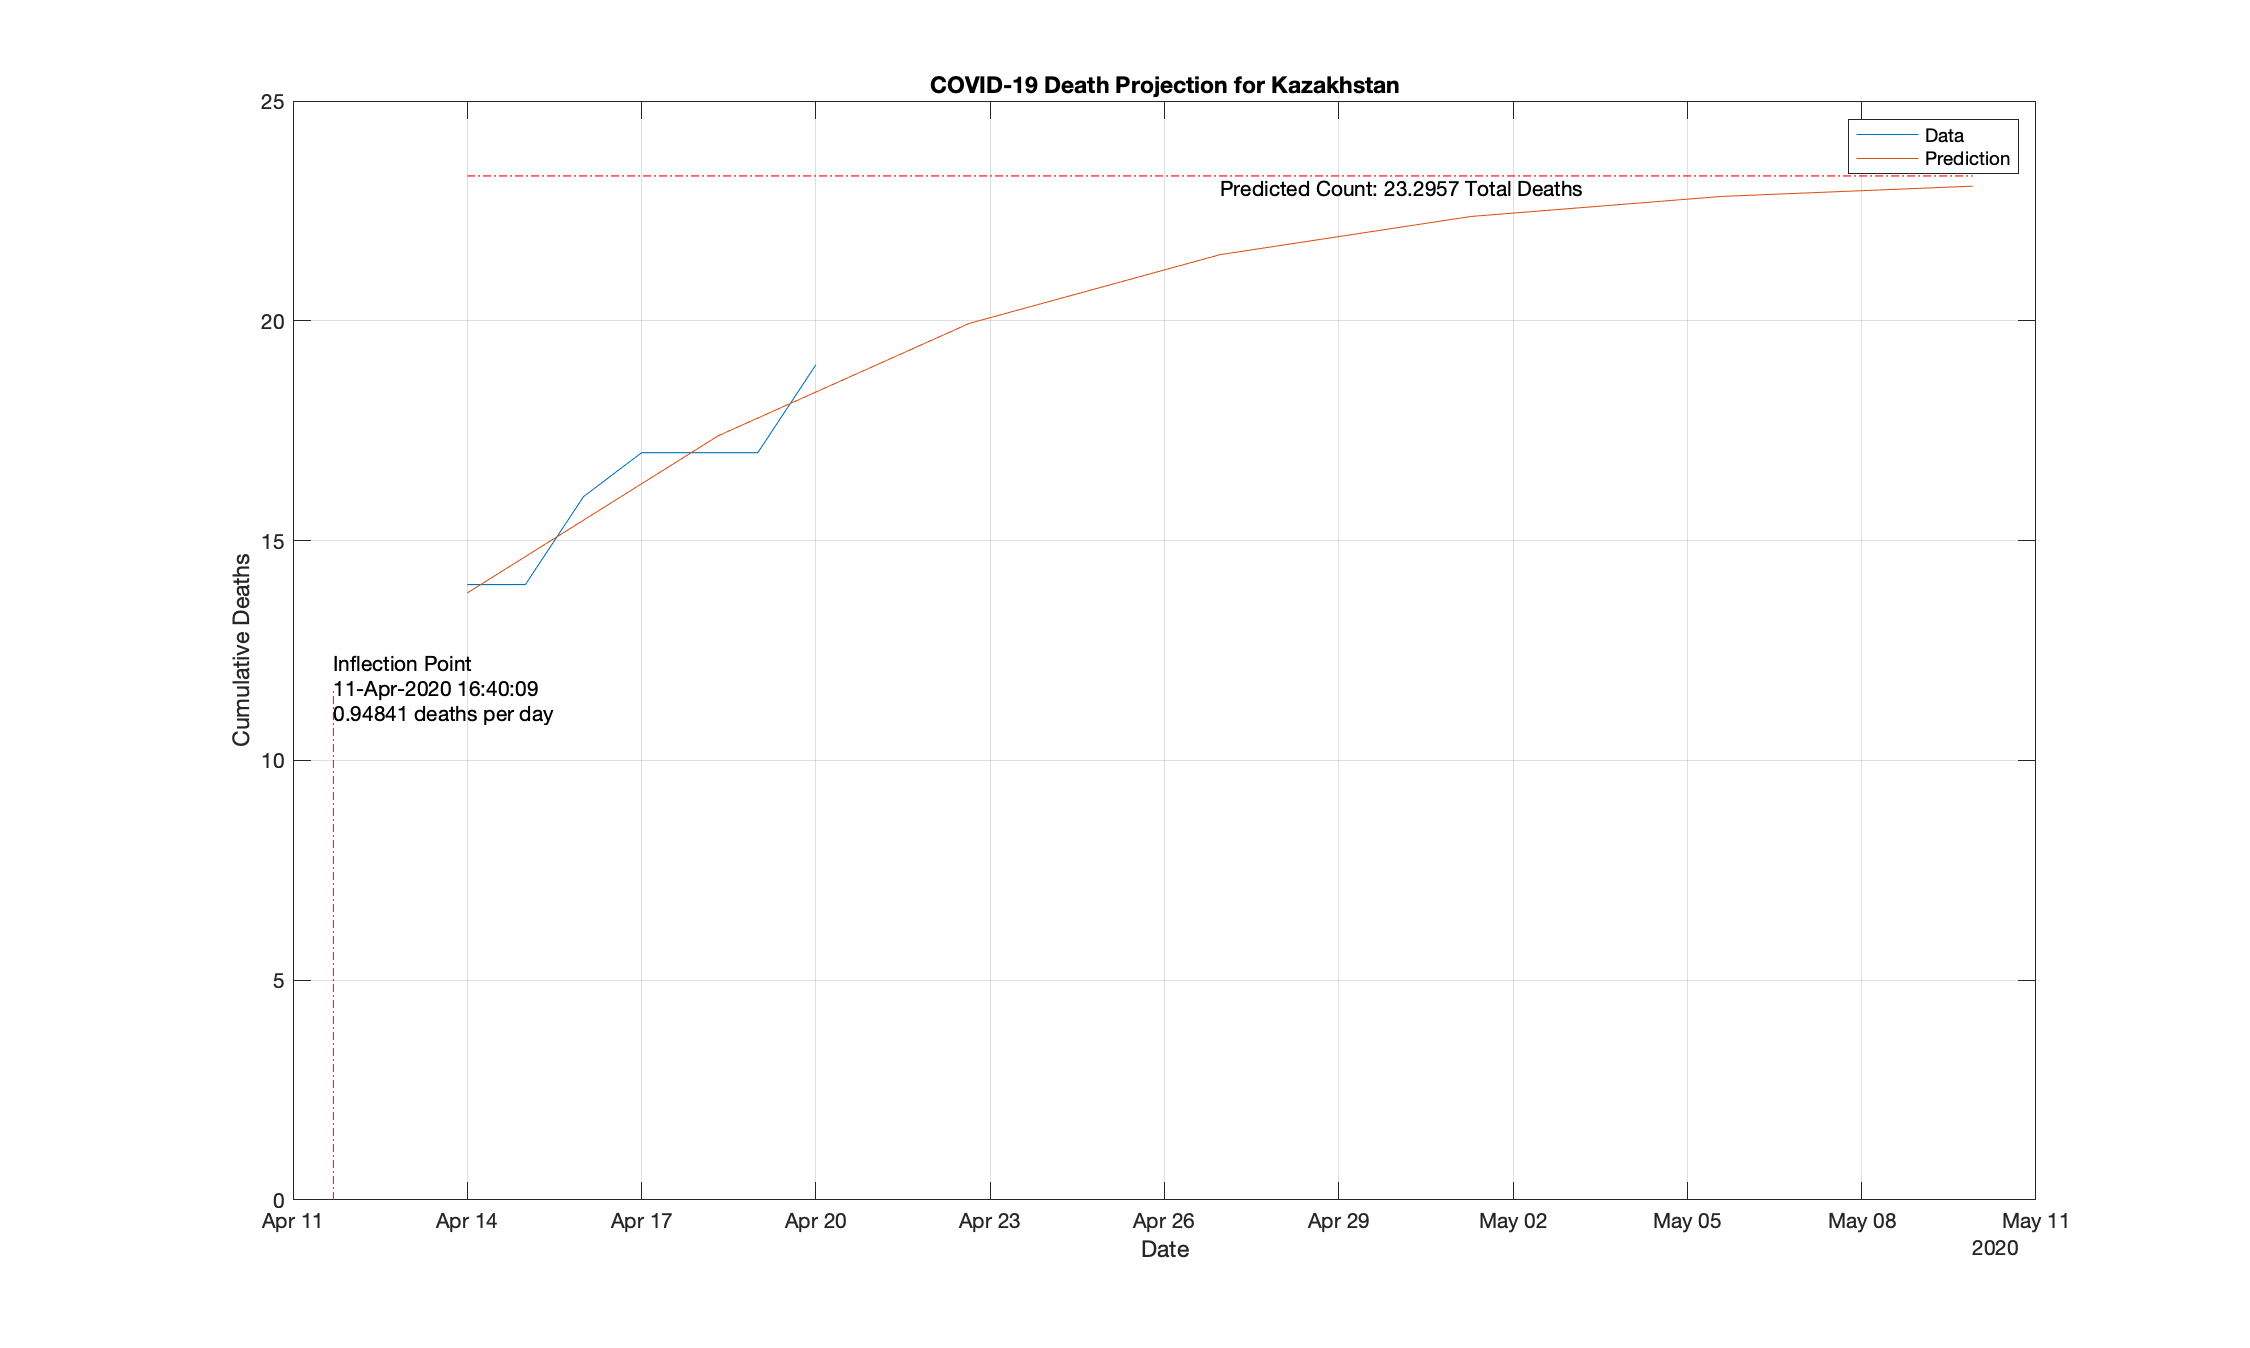 COVID-19 Death Projection for Kazakhstan
25
20
15
10
5
0
Cumulative Deaths
Data
Prediction
Predicted Count: 23.2957 Total Deaths
Inflection Point
11-Apr-2020 16:40:09
0.94841 deaths per day
Apr 11 Apr 14 Apr 17 Apr 20 Apr 23 Apr 26 Apr 29 May 02 May 05 May 08 May 11
Date
2020